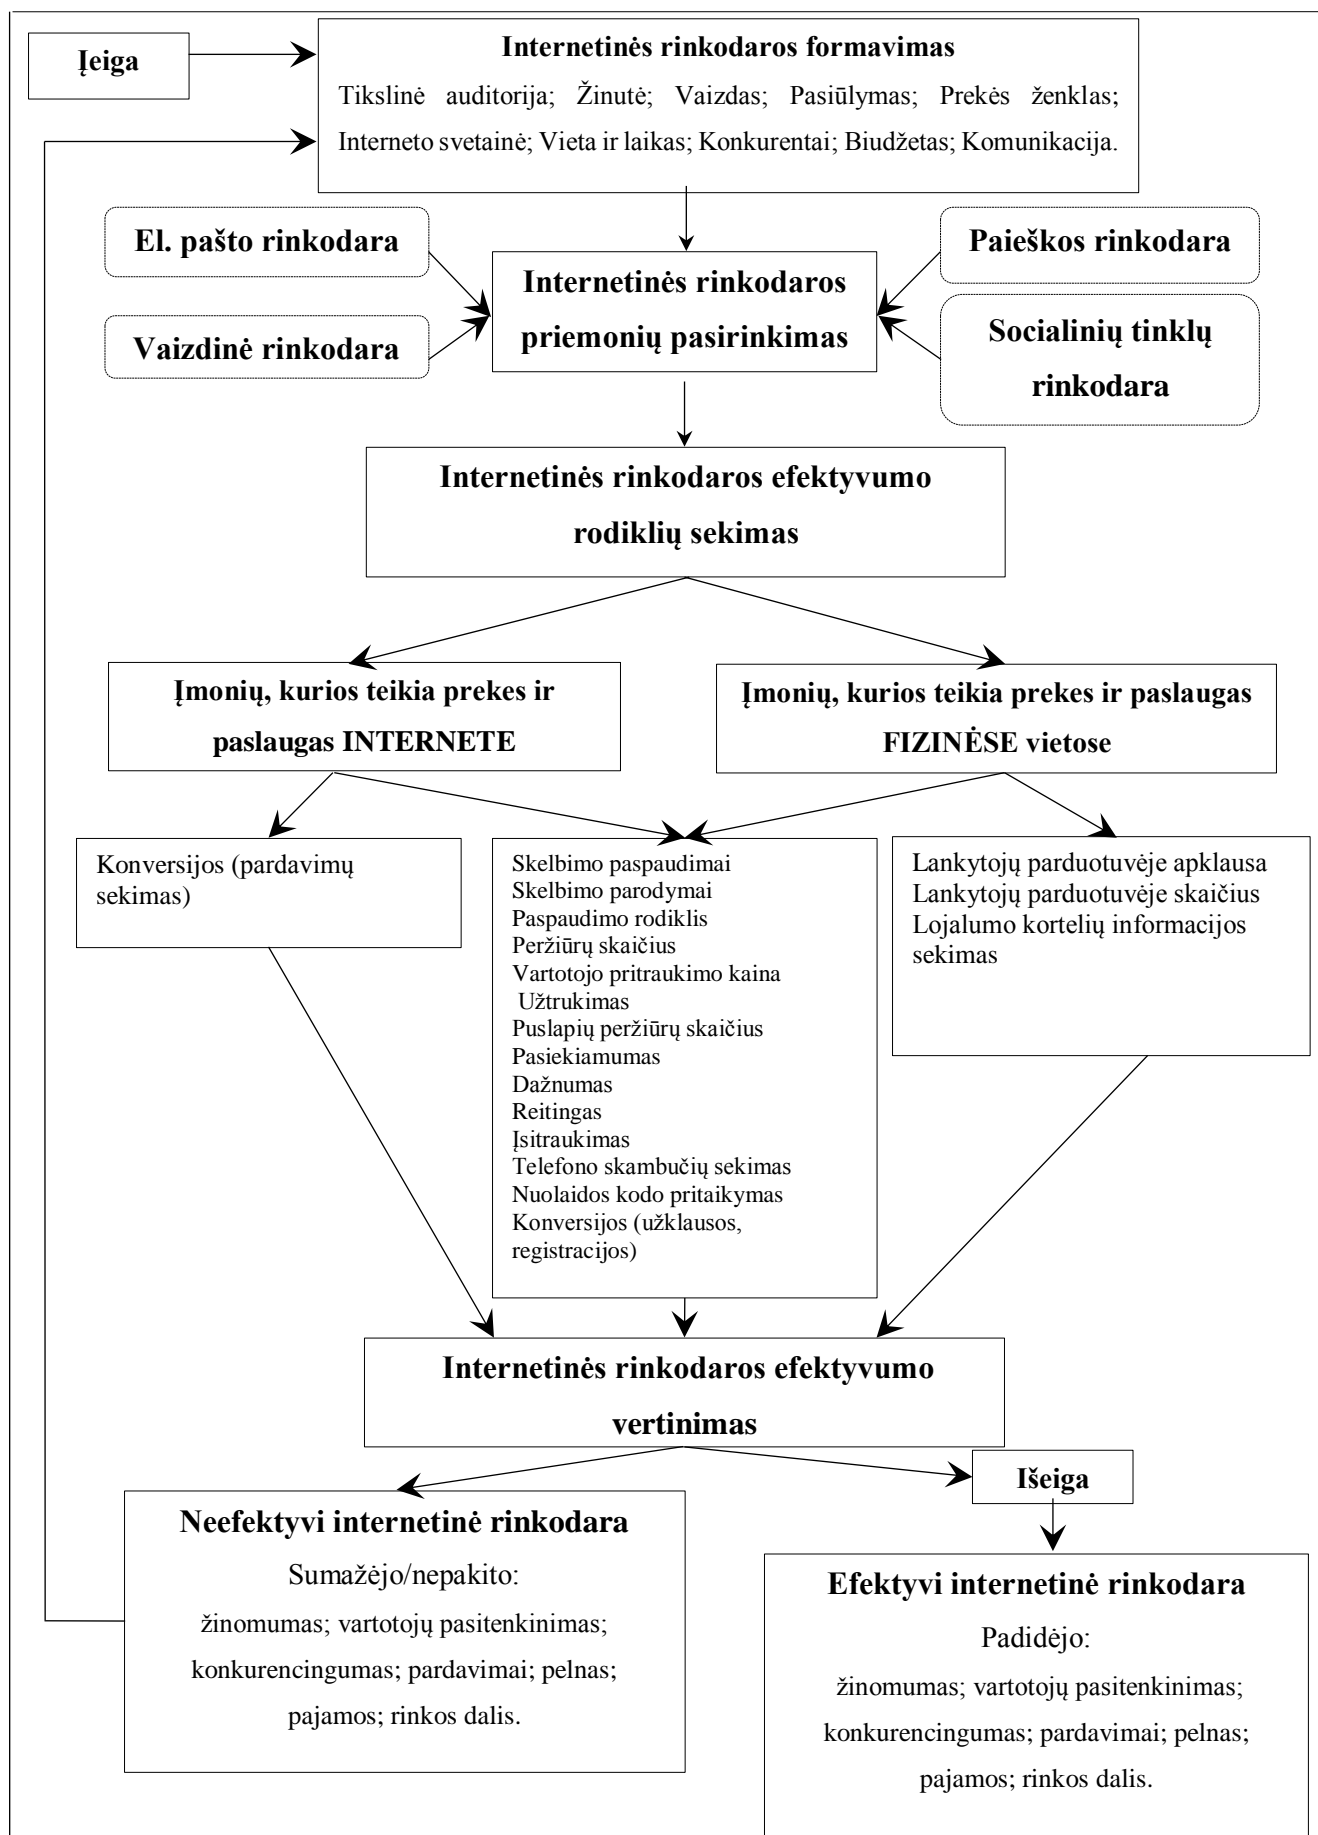 Įeiga
Internetinės rinkodaros formavimas
Tikslinė auditorija; Žinutė; Vaizdas; Pasiūlymas; Prekės ženklas;
Interneto svetainė; Vieta ir laikas; Konkurentai; Biudžetas; Komunikacija.
El. pašto rinkodara
Paieškos rinkodara
Internetinės rinkodaros
priemonių pasirinkimas
Vaizdinė rinkodara
Socialinių tinklų
rinkodara
Internetinės rinkodaros efektyvumo
rodiklių sekimas
Įmonių, kurios teikia prekes ir
paslaugas INTERNETE
Įmonių, kurios teikia prekes ir paslaugas
FIZINĖSE vietose
Konversijos (pardavimų
sekimas)
Skelbimo paspaudimai
Skelbimo parodymai
Paspaudimo rodiklis
Peržiūrų skaičius
Vartotojo pritraukimo kaina
Užtrukimas
Puslapių peržiūrų skaičius
Pasiekiamumas
Dažnumas
Reitingas
Įsitraukimas
Telefono skambučių sekimas
Nuolaidos kodo pritaikymas
Konversijos (užklausos,
registracijos)
Lankytojų parduotuvėje apklausa
Lankytojų parduotuvėje skaičius
Lojalumo kortelių informacijos
sekimas
Internetinės rinkodaros efektyvumo
vertinimas
Išeiga
Neefektyvi internetinė rinkodara
Sumažėjo/nepakito:
žinomumas; vartotojų pasitenkinimas;
konkurencingumas; pardavimai; pelnas;
pajamos; rinkos dalis.
Efektyvi internetinė rinkodara
Padidėjo:
žinomumas; vartotojų pasitenkinimas;
konkurencingumas; pardavimai; pelnas;
pajamos; rinkos dalis.